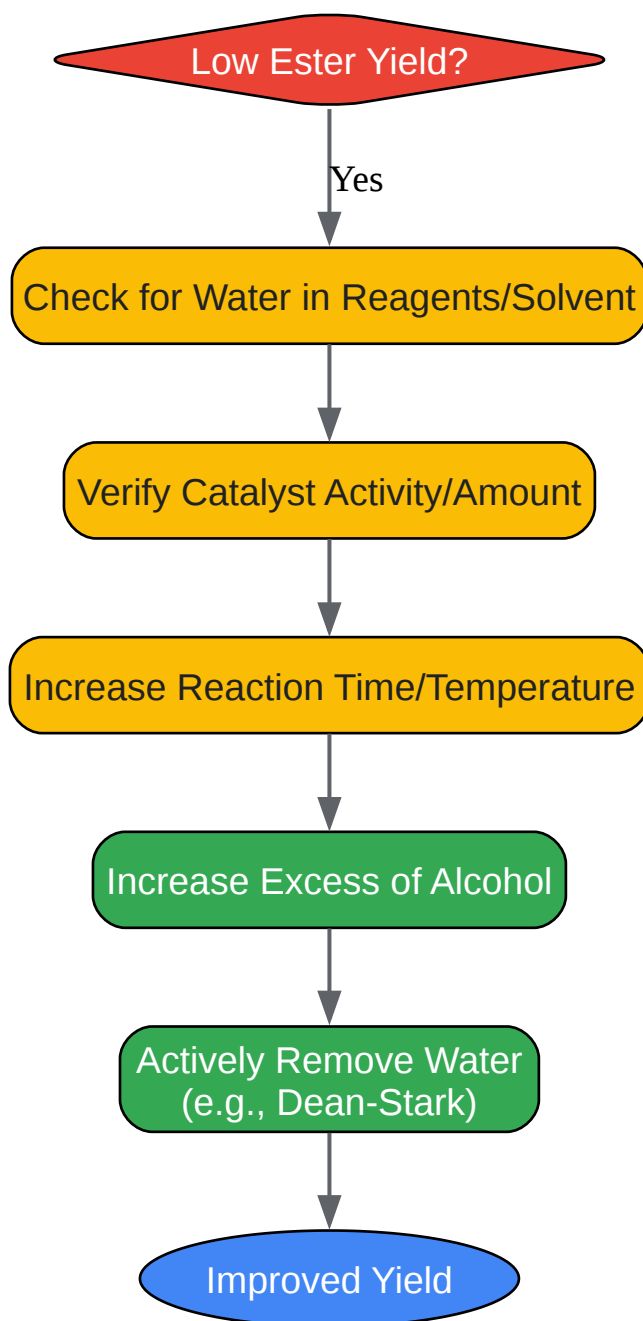 Low Ester Yield?
Yes
Check for Water in Reagents/Solvent
Verify Catalyst Activity/Amount
Increase Reaction Time/Temperature
Increase Excess of Alcohol
Actively Remove Water
(e.g., Dean-Stark)
Improved Yield